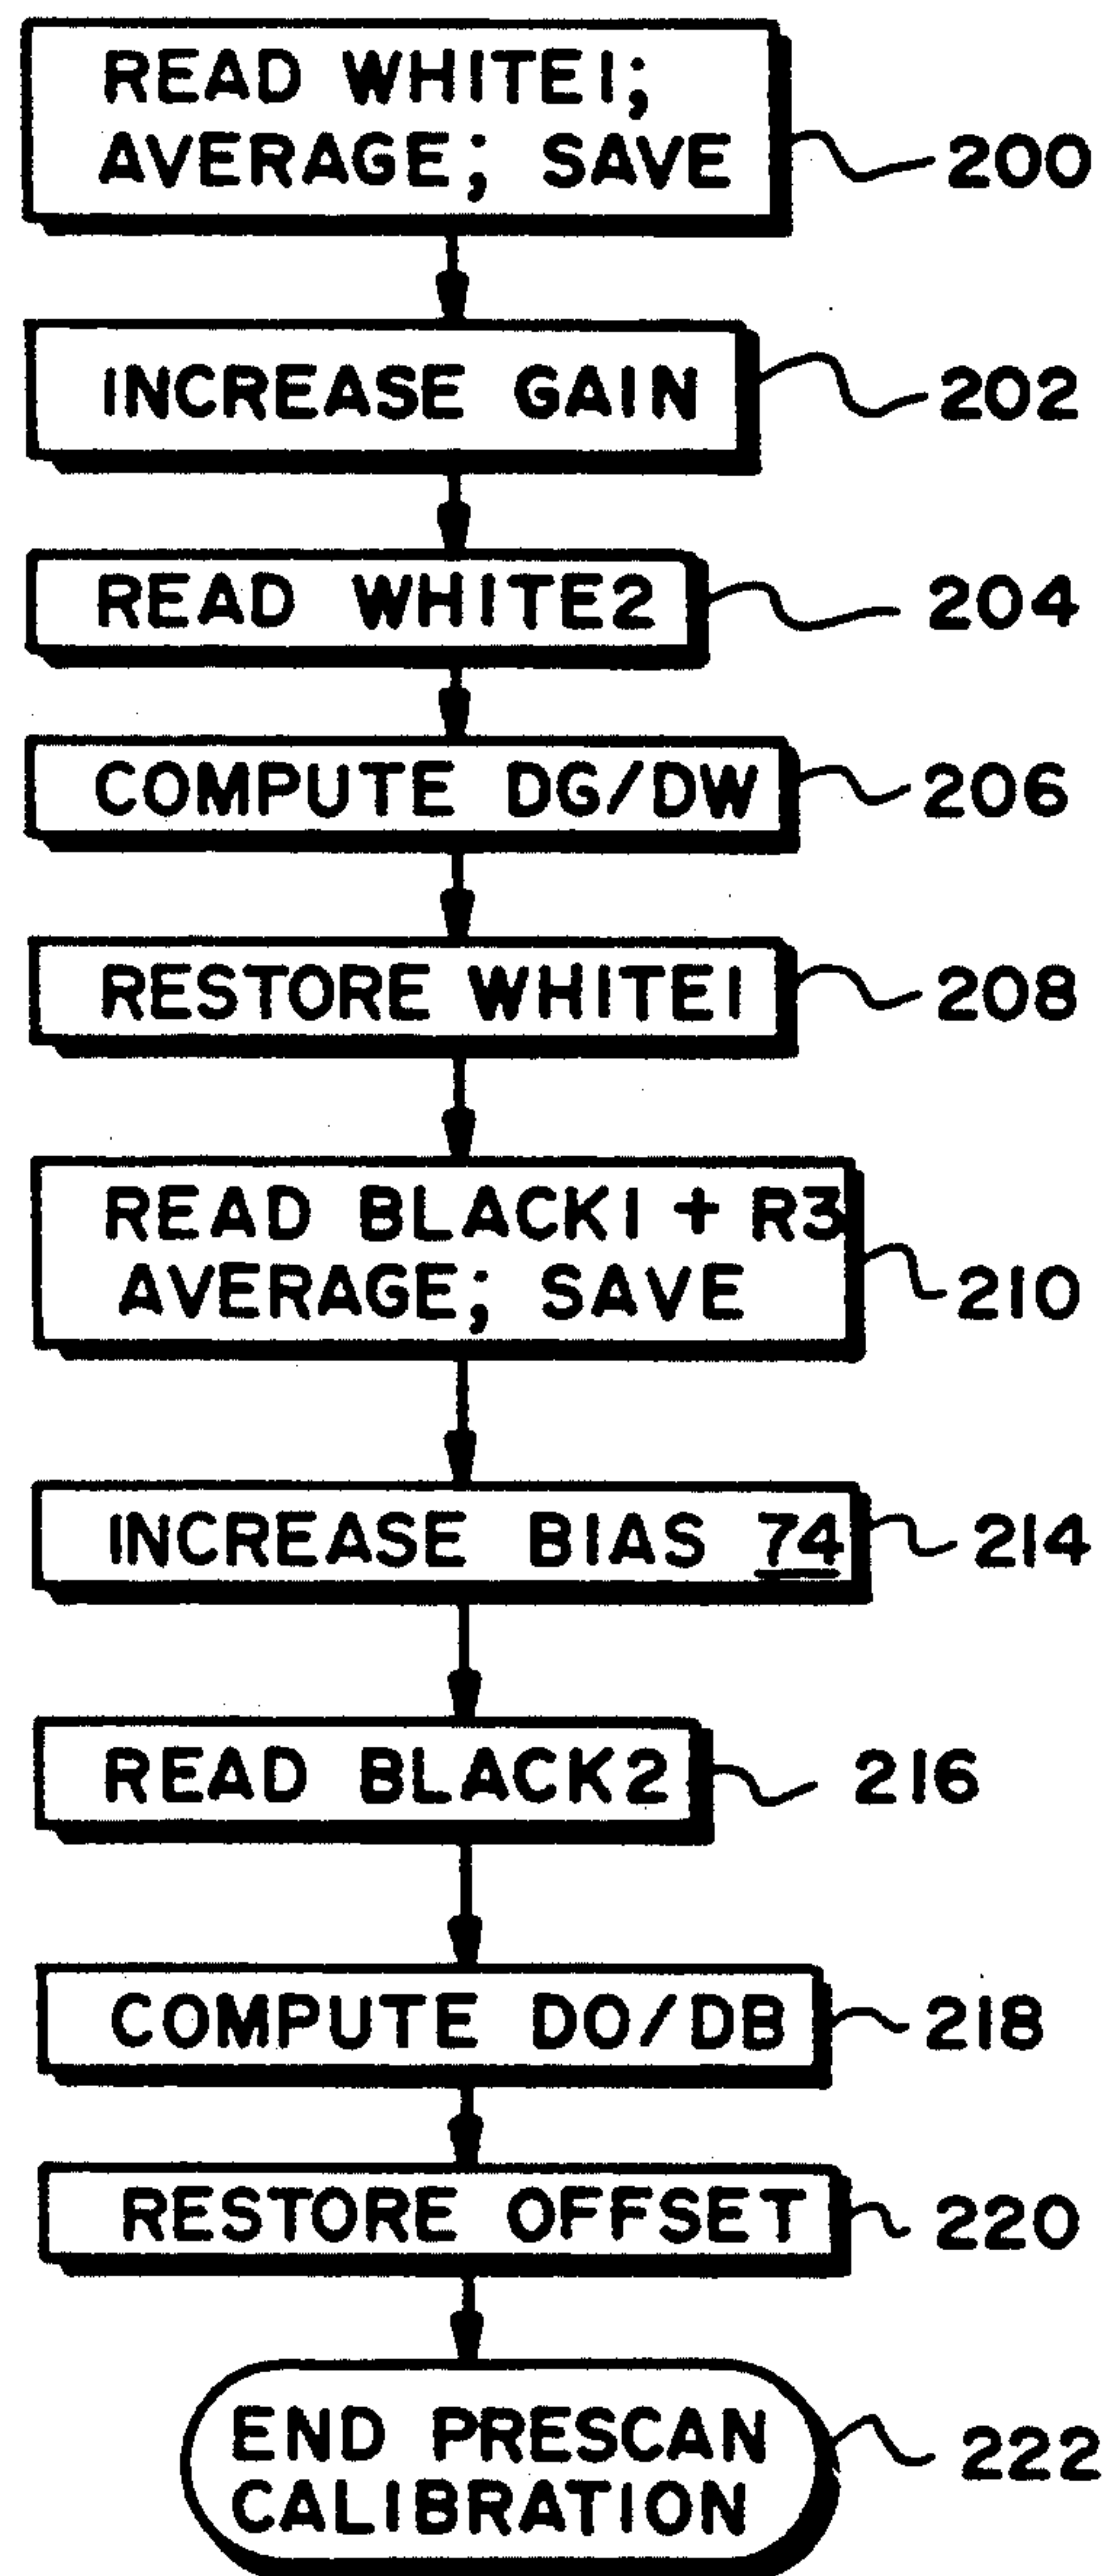 READ WHITE1;
AVERAGE; SAVE
200
INCREASE GAIN
202
READ WHITE2
204
COMPUTE DG/DW
206
RESTORE WHITE1
208
READ BLACK1 + R3
AVERAGE; SAVE
210
INCREASE BIAS 74
214
READ BLACK2
216
COMPUTE DO/DB
218
RESTORE OFFSET
220
END PRESCAN
CALIBRATION
222